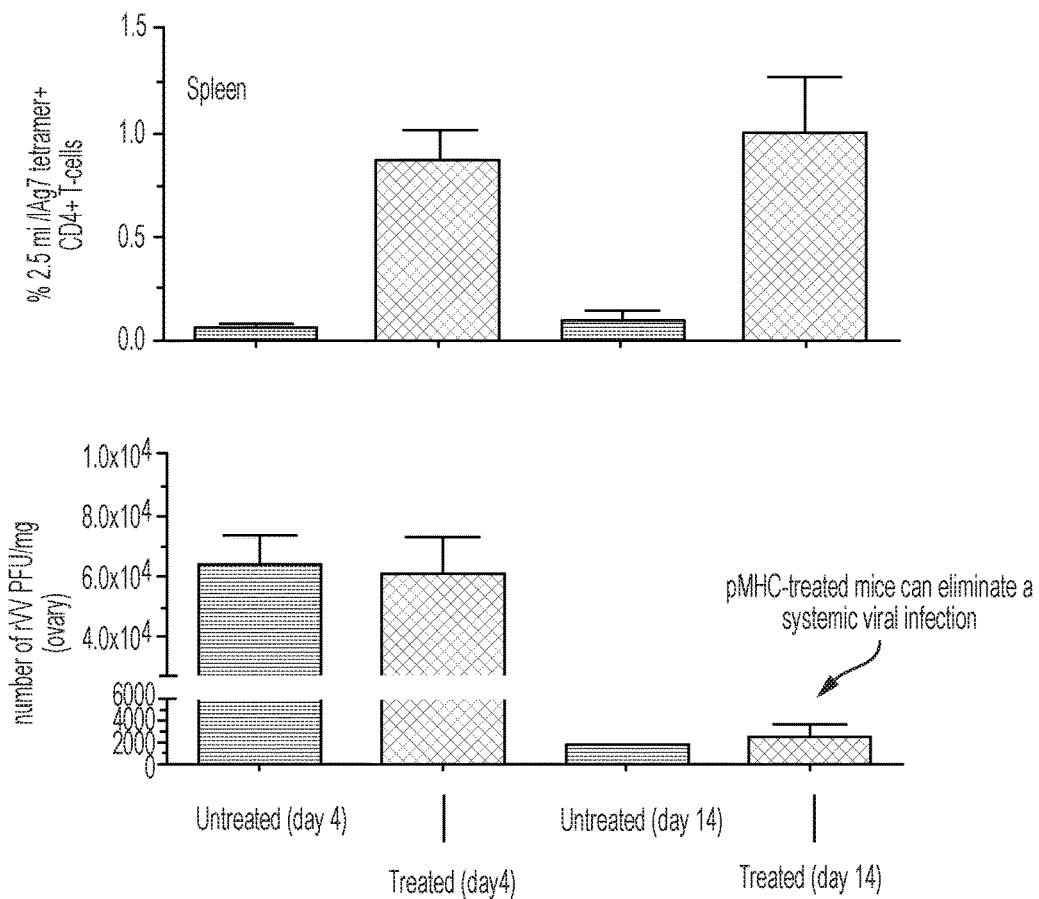 1.5
Spleen
1.0
0.5
0.0
% 2.5 mi /IAg7 tetramer+
CD4+ T-cells
1.0x10⁴
8.0x10⁴
6.0x10⁴
4.0x10⁴
6000
4000
2000
0
number of rVV PFU/mg
(ovary)
pMHC-treated mice can eliminate a
systemic viral infection
Untreated (day 4)
Untreated (day 14)
Treated (day4)
Treated (day 14)